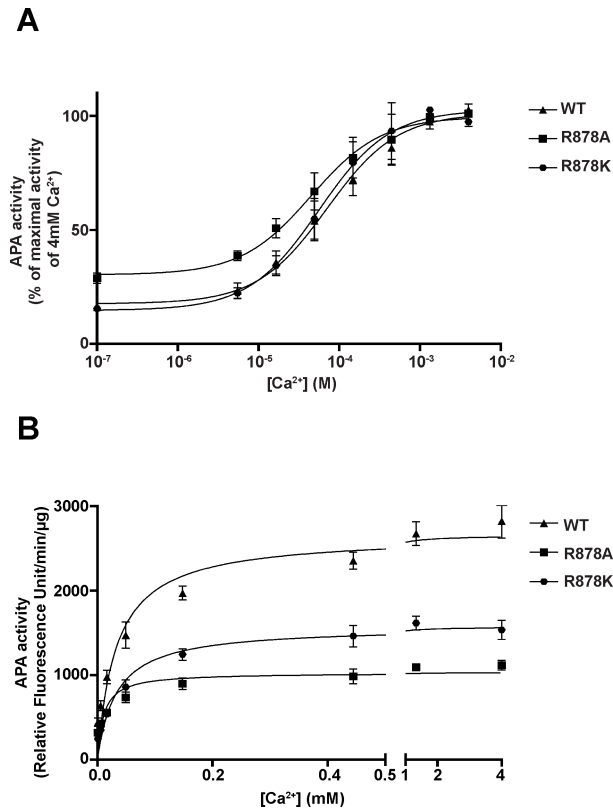 A
APA activity
(% of maximal activity
of 4mM Ca²⁺)
100
50
0
10⁻⁷ 10⁻⁶ 10⁻⁵ 10⁻⁴ 10⁻³ 10⁻²
[Ca²⁺] (M)
WT
R878A
R878K
B
APA activity
(Relative Fluorescence Unit/min/µg)
3000
2000
1000
0
0.0 0.2 0.4 0.5 1 2 4
[Ca²⁺] (mM)
WT
R878A
R878K